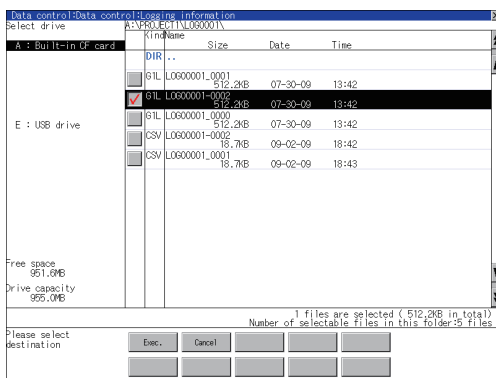 Data control:Data control:Logging information
Select drive
A:\PROJECT1\LOG0001\
Kind Name
Size Date Time
A : Built-in CF card
DIR ..
G1L LOG00001_0001
512.2KB 07-30-09 13:42
G1L LOG00001-0002
512.2KB 07-30-09 13:42
G1L LOG00001_0000
512.2KB 07-30-09 13:42
E : USB drive
CSV LOG00001-0002
18.7KB 09-02-09 18:42
CSV LOG00001_0001
18.7KB 09-02-09 18:43
Free space
951.6MB
Drive capacity
955.0MB
1 files are selected ( 512.2KB in total)
Number of selectable files in this folder:5 files
Please select
destination
Exec. Cancel